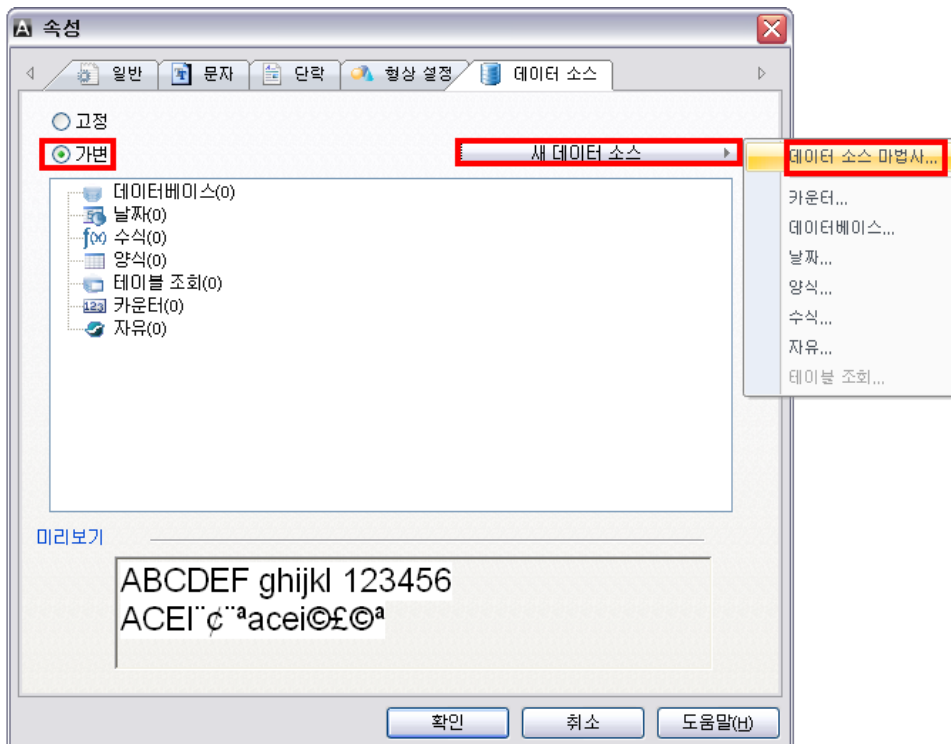 속성
일반 문자 단락 형상 설정 데이터 소스
고정
가변 새 데이터 소스
데이터 소스 마법사...
카운터...
데이터베이스...
날짜...
양식...
수식...
자유...
테이블 조회...
데이터베이스(0)
날짜(0)
수식(0)
양식(0)
테이블 조회(0)
카운터(0)
자유(0)
미리보기
ABCDEF ghijkl 123456
ACEI¨¢¨ªacei©£©ª
확인 취소 도움말(H)